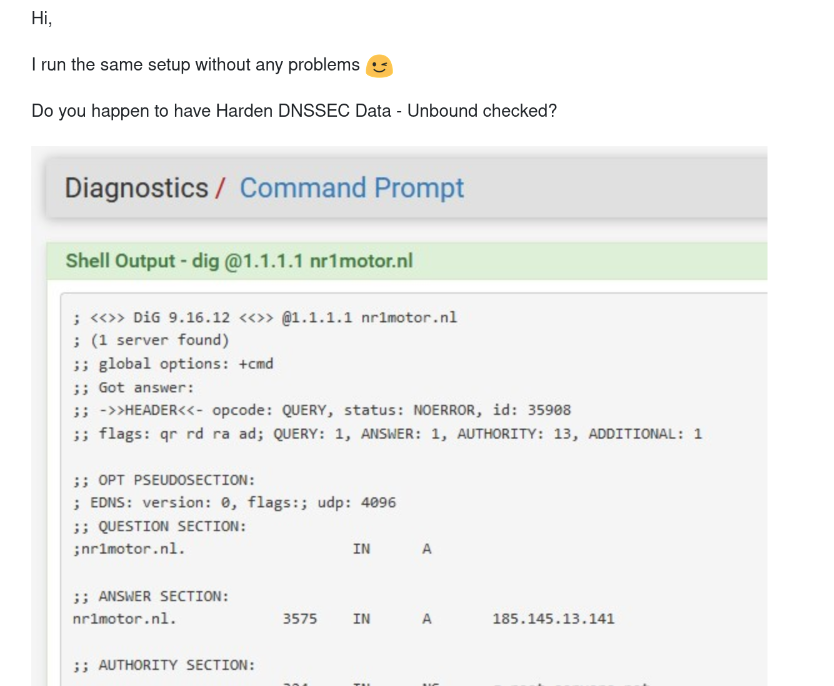 Hi,
I run the same setup without any problems 😉
Do you happen to have Harden DNSSEC Data - Unbound checked?
Diagnostics / Command Prompt
Shell Output - dig @1.1.1.1 nr1motor.nl
; <<>> DiG 9.16.12 <<>> @1.1.1.1 nr1motor.nl
; (1 server found)
;; global options: +cmd
;; Got answer:
;; ->>HEADER<<- opcode: QUERY, status: NOERROR, id: 35908
;; flags: qr rd ra ad; QUERY: 1, ANSWER: 1, AUTHORITY: 13, ADDITIONAL: 1
;; OPT PSEUDOSECTION:
; EDNS: version: 0, flags:; udp: 4096
;; QUESTION SECTION:
;nr1motor.nl. IN A
;; ANSWER SECTION:
nr1motor.nl. 3575 IN A 185.145.13.141
;; AUTHORITY SECTION: